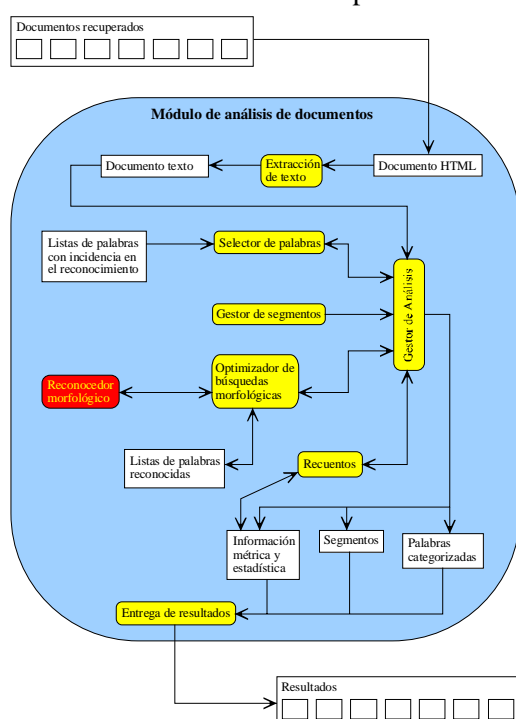 Documentos recuperados
Módulo de análisis de documentos
Documento texto
Extracción
de texto
Documento HTML
Listas de palabras
con incidencia en
el reconocimiento
Selector de palabras
Gestor de segmentos
Gestor de Análisis
Optimizador de
búsquedas
morfológicas
Reconocedor
morfológico
Listas de palabras
reconocidas
Recuentos
Información
métrica y
estadística
Segmentos
Palabras
categorizadas
Entrega de resultados
Resultados